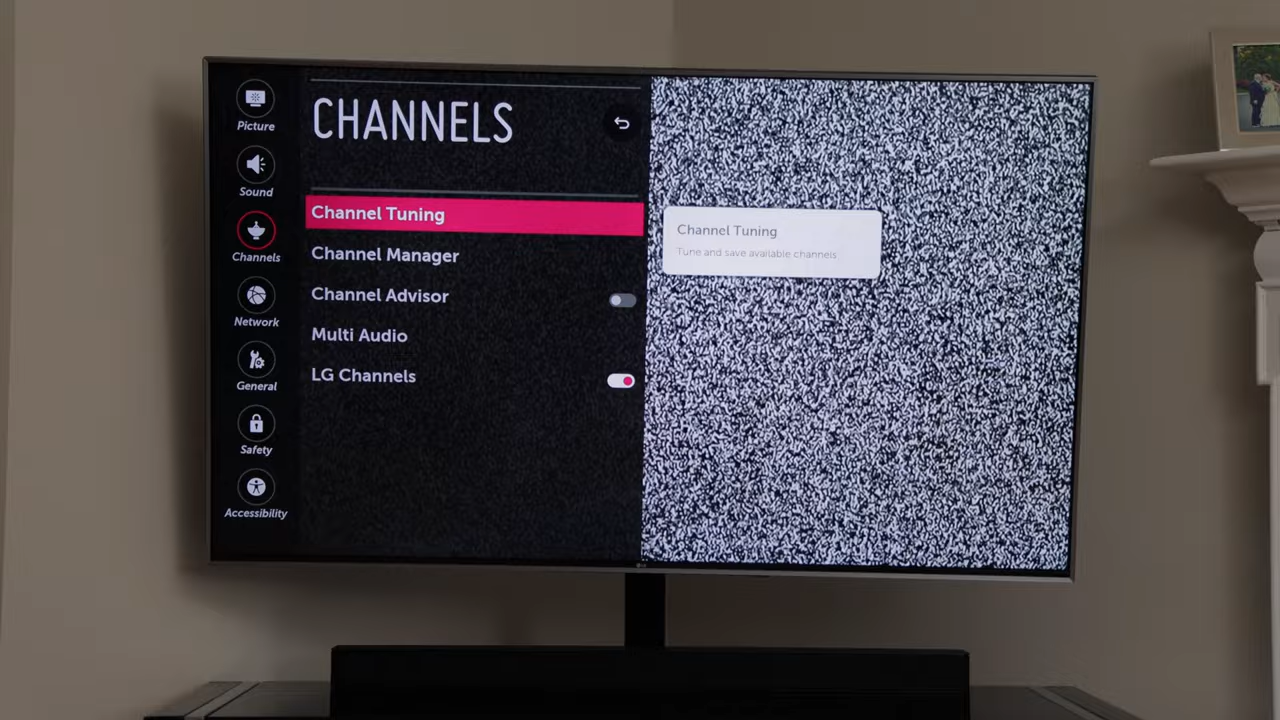 Picture
Sound
Channels
Network
General
Safety
Accessibility
CHANNELS
Channel Tuning
Channel Manager
Channel Advisor
Multi Audio
LG Channels
Channel Tuning
Tune and save available channels
LG